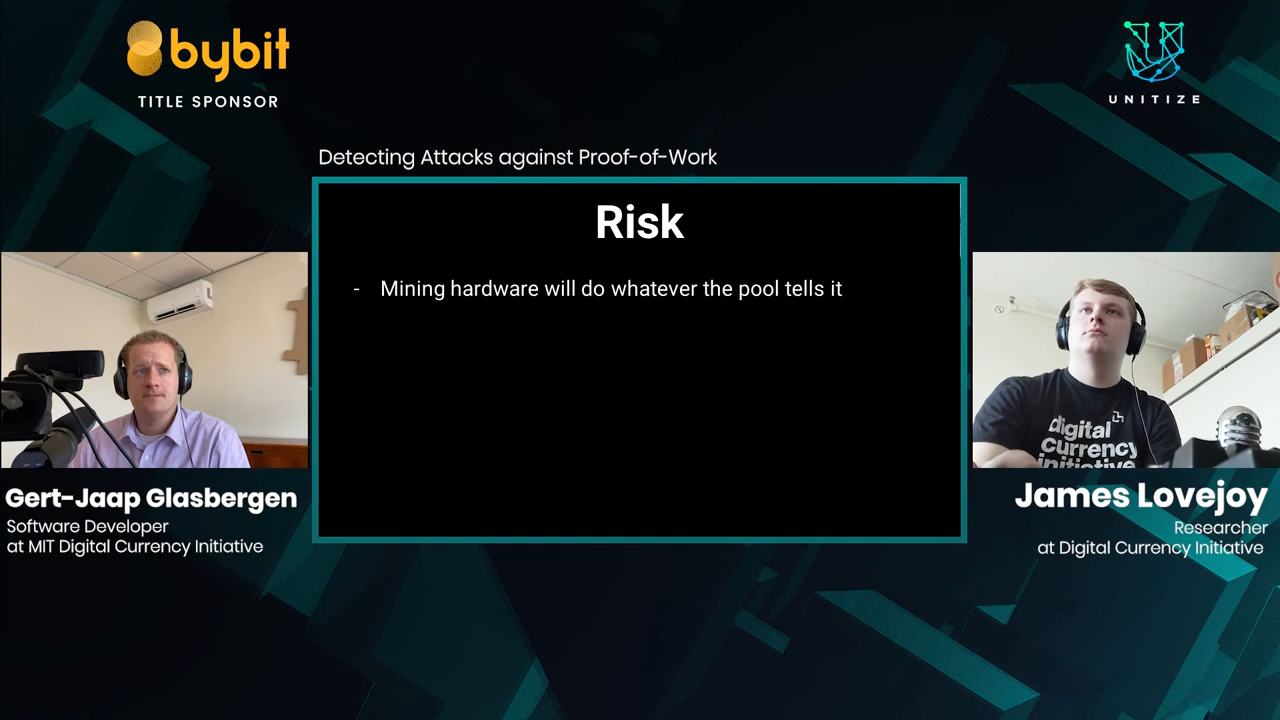 bybit
TITLE SPONSOR
UNITIZE
Detecting Attacks against Proof-of-Work
Risk
- Mining hardware will do whatever the pool tells it
digital
currency
initiative
Gert-Jaap Glasbergen
Software Developer
at MIT Digital Currency Initiative
James Lovejoy
Researcher
at Digital Currency Initiative